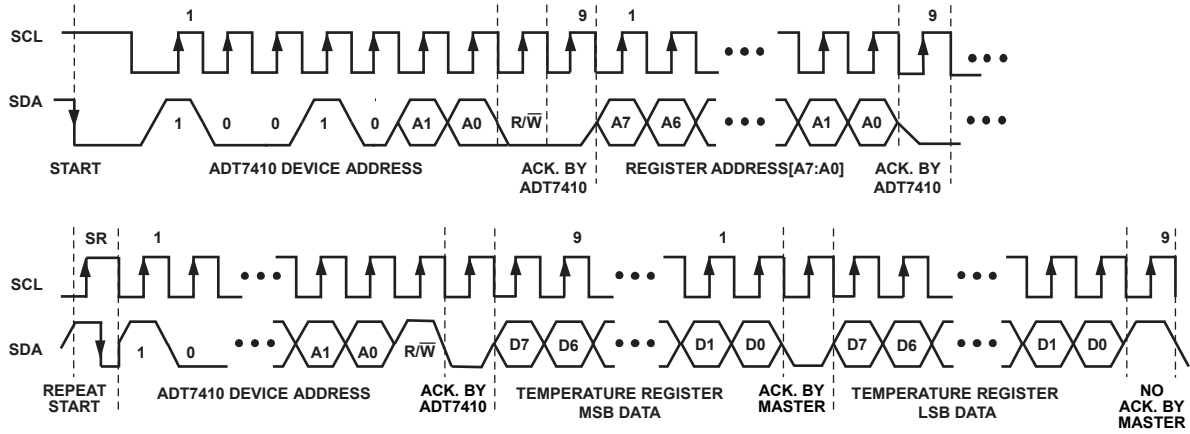 1 9 1 9
SCL
SDA
1 0 0 1 0 A1 A0 R/W A7 A6 A1 A0
START ADT7410 DEVICE ADDRESS ACK. BY ADT7410 REGISTER ADDRESS[A7:A0] ACK. BY ADT7410
SR 1 9 1 9
SCL
SDA
1 0 A1 A0 R/W D7 D6 D1 D0 D7 D6 D1 D0
REPEAT START ADT7410 DEVICE ADDRESS ACK. BY ADT7410 TEMPERATURE REGISTER MSB DATA ACK. BY MASTER TEMPERATURE REGISTER LSB DATA NO ACK. BY MASTER